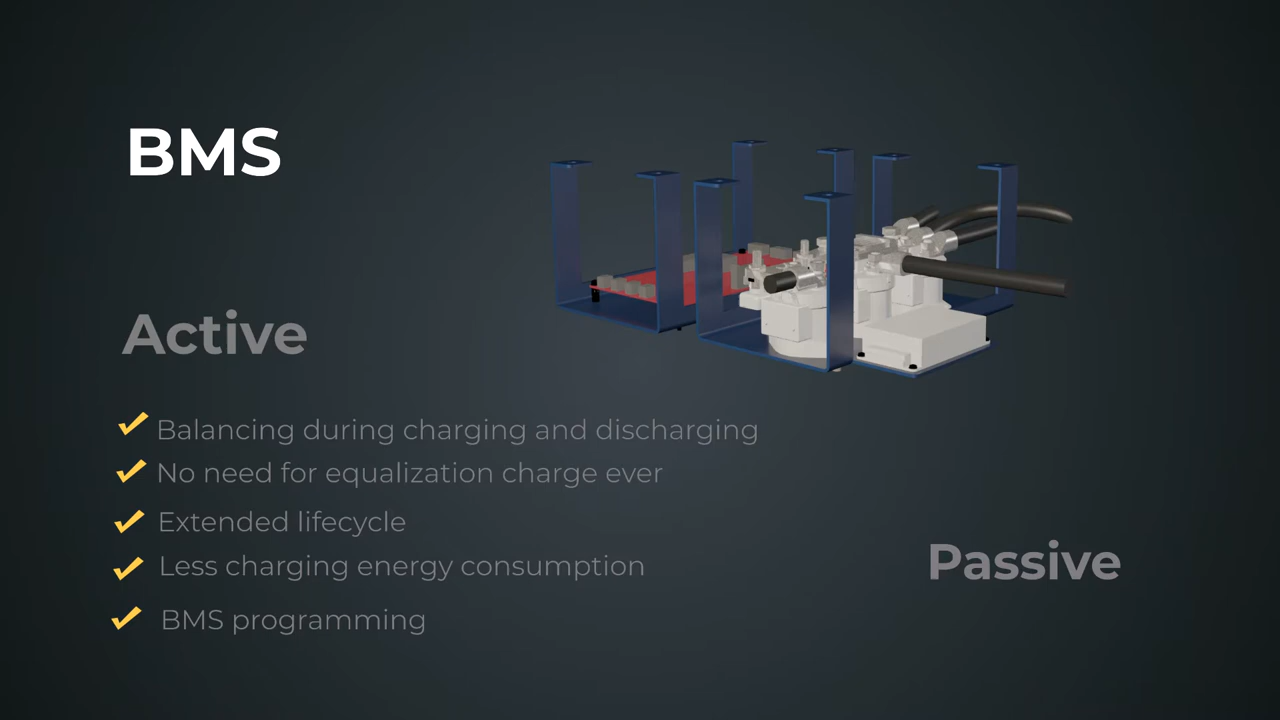 BMS
Active
Balancing during charging and discharging
No need for equalization charge ever
Extended lifecycle
Less charging energy consumption
BMS programming
Passive